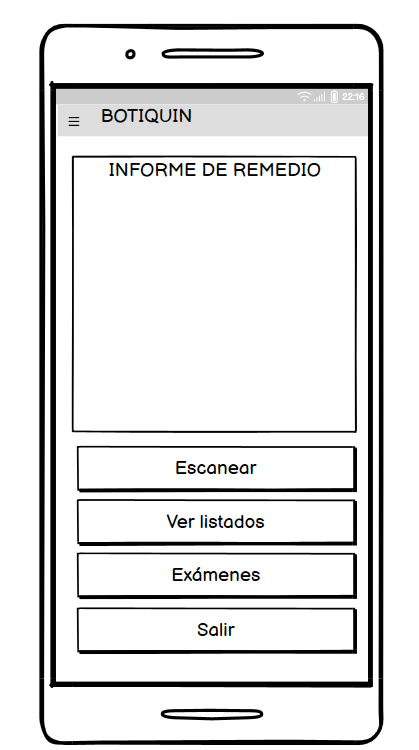 22:16
BOTIQUIN
INFORME DE REMEDIO
Escanear
Ver listados
Exámenes
Salir